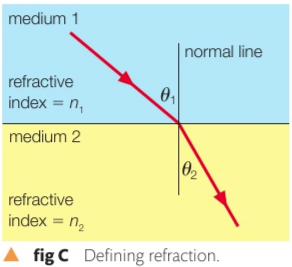 medium 1
normal line
refractive
index = n₁
θ₁
medium 2
θ₂
refractive
index = n₂
▲ fig C Defining refraction.